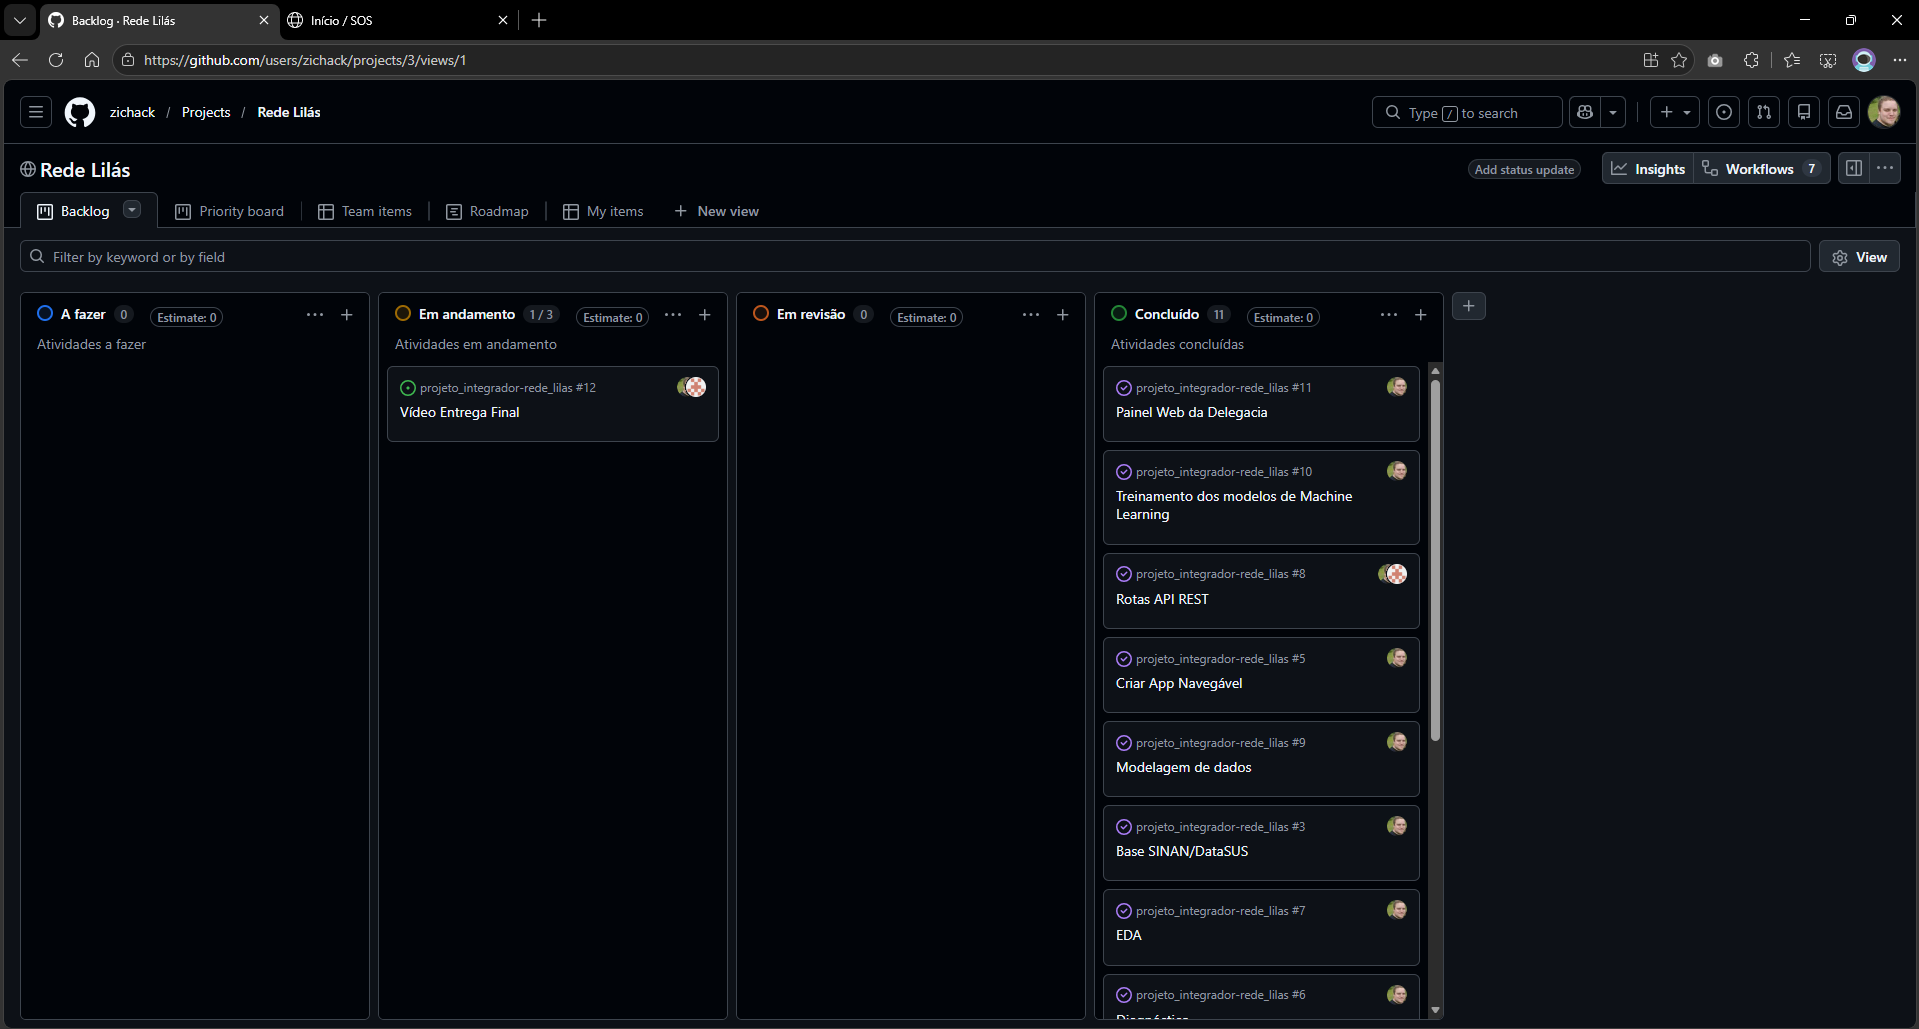 Backlog · Rede Lilás
Início / SOS
https://github.com/users/zichack/projects/3/views/1
zichack / Projects / Rede Lilás
Type / to search
Rede Lilás
Add status update
Insights
Workflows 7
Backlog
Priority board
Team items
Roadmap
My items
New view
Filter by keyword or by field
View
A fazer 0 Estimate: 0
Atividades a fazer
Em andamento 1 / 3 Estimate: 0
Atividades em andamento
projeto_integrador-rede_lilas #12
Vídeo Entrega Final
Em revisão 0 Estimate: 0
Concluído 11 Estimate: 0
Atividades concluídas
projeto_integrador-rede_lilas #11
Painel Web da Delegacia
projeto_integrador-rede_lilas #10
Treinamento dos modelos de Machine
Learning
projeto_integrador-rede_lilas #8
Rotas API REST
projeto_integrador-rede_lilas #5
Criar App Navegável
projeto_integrador-rede_lilas #9
Modelagem de dados
projeto_integrador-rede_lilas #3
Base SINAN/DataSUS
projeto_integrador-rede_lilas #7
EDA
projeto_integrador-rede_lilas #6